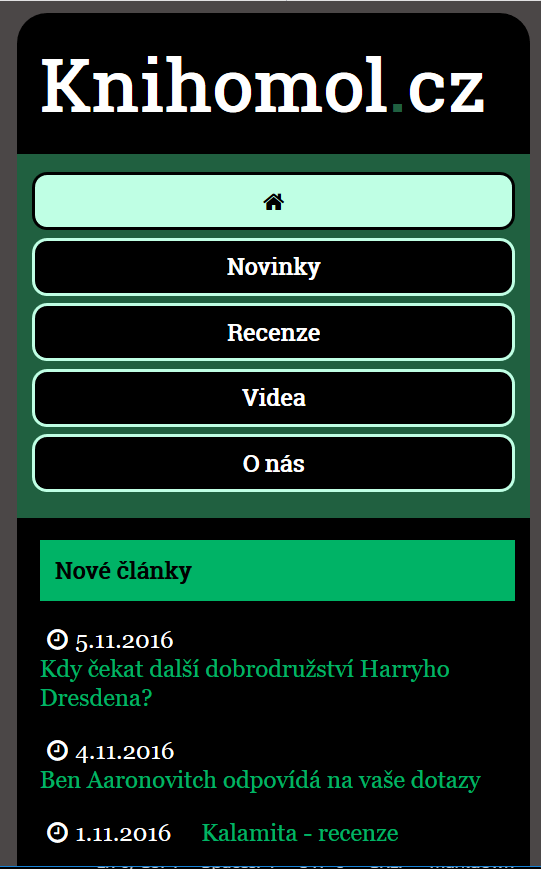 Knihomol.cz
Novinky
Recenze
Videa
O nás
Nové články
5.11.2016
Kdy čekat další dobrodružství Harryho
Dresdena?
4.11.2016
Ben Aaronovitch odpovídá na vaše dotazy
1.11.2016 Kalamita - recenze